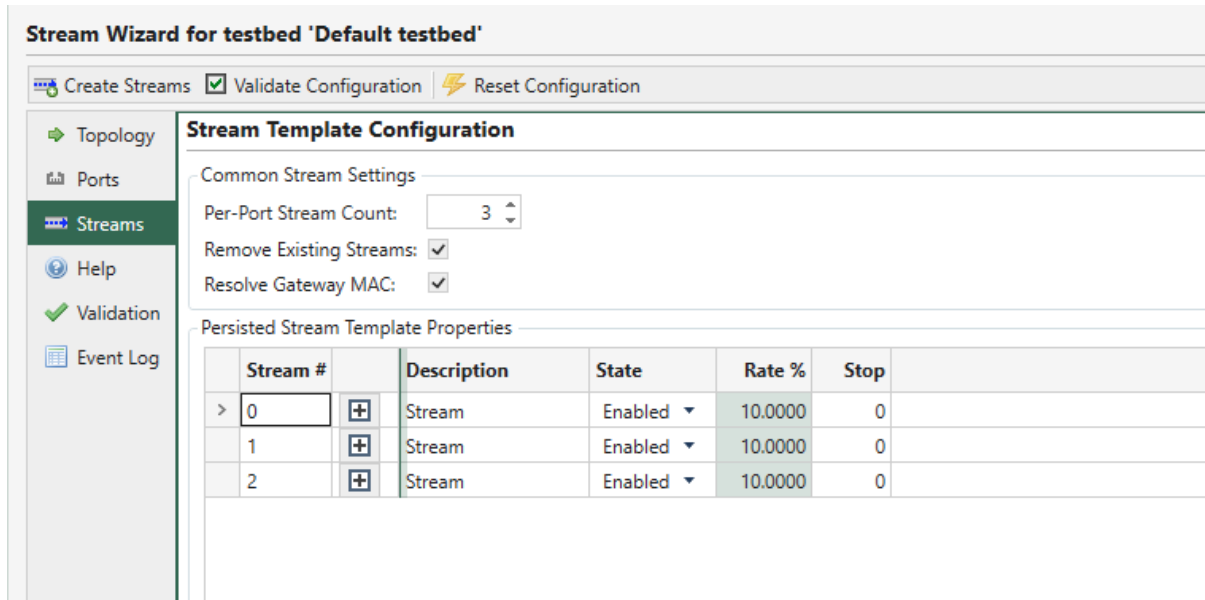 Stream Wizard for testbed 'Default testbed'
Create Streams Validate Configuration Reset Configuration
Topology
Ports
Streams
Help
Validation
Event Log
Stream Template Configuration
Common Stream Settings
Per-Port Stream Count: 3
Remove Existing Streams:
Resolve Gateway MAC:
Persisted Stream Template Properties
Stream # Description State Rate % Stop
0 Stream Enabled 10.0000 0
1 Stream Enabled 10.0000 0
2 Stream Enabled 10.0000 0